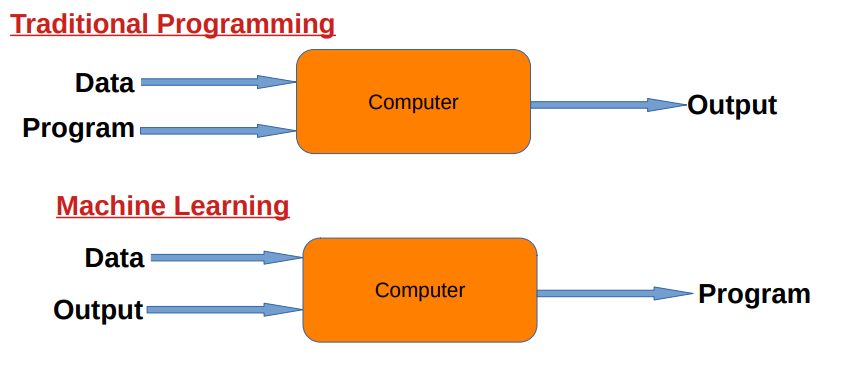 Traditional Programming
Data
Program
Computer
Output
Machine Learning
Data
Output
Computer
Program